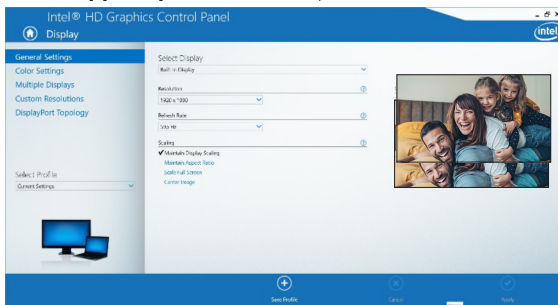 Intel® HD Graphics Control Panel
Display
intel
General Settings
Color Settings
Multiple Displays
Custom Resolutions
DisplayPort Topology
Select Profile
Current Settings
Select Display
Built-in Display
Resolution
1920 x 1080
Refresh Rate
Scaling
Maintain Display Scaling
Maintain Aspect Ratio
Scale Full Screen
Center Image
Save Profile
Cancel
Apply